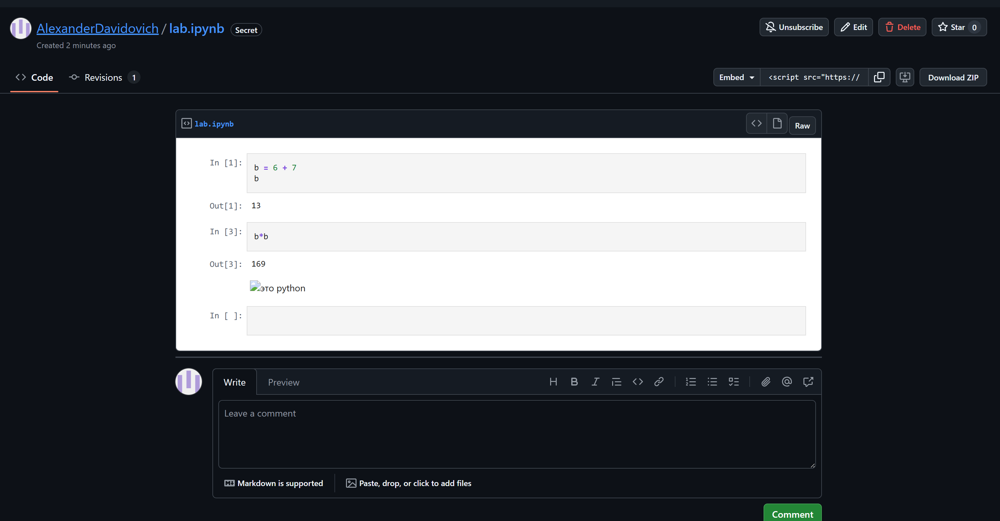 AlexanderDavidovich / lab.ipynb Secret
Created 2 minutes ago
Unsubscribe Edit Delete Star 0
Code Revisions 1
Embed <script src="https:// Download ZIP
lab.ipynb
Raw
In [1]: b = 6 + 7
b
Out[1]: 13
In [3]: b*b
Out[3]: 169
это python
In [ ]:
Write Preview
Leave a comment
Markdown is supported Paste, drop, or click to add files
Comment